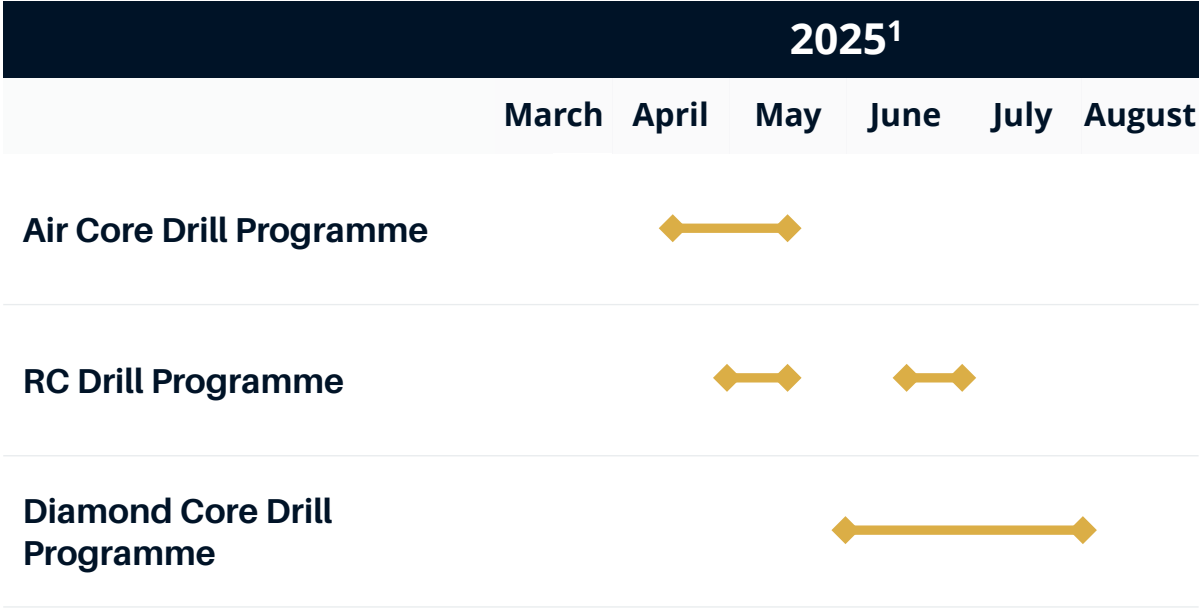 2025¹
March April May June July August
Air Core Drill Programme
RC Drill Programme
Diamond Core Drill
Programme